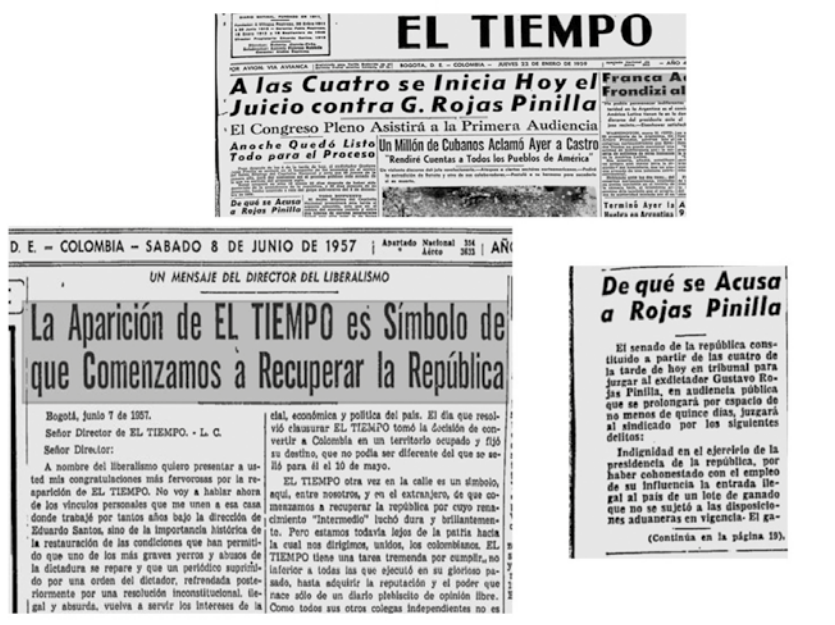 EL TIEMPO
BOGOTA, D. E. — COLOMBIA — JUEVES 22 DE ENERO DE 1959
A las Cuatro se Inicia Hoy el
Juicio contra G. Rojas Pinilla
El Congreso Pleno Asistirá a la Primera Audiencia
Anoche Quedó Listo
Todo para el Proceso
De qué se Acusa
a Rojas Pinilla
Un Millón de Cubanos Aclamó Ayer a Castro
"Rendiré Cuentas a Todos los Pueblos de América"
Franca
Frondizi al
Terminó Ayer la
D. E. — COLOMBIA — SABADO 8 DE JUNIO DE 1957
Apartado Nacional
Aéreo
UN MENSAJE DEL DIRECTOR DEL LIBERALISMO
La Aparición de EL TIEMPO es Símbolo de
que Comenzamos a Recuperar la República
Bogotá, junio 7 de 1957.
Señor Director de EL TIEMPO. - L. C.
Señor Director:
A nombre del liberalismo quiero presentar a us-
ted mis congratulaciones más fervorosas por la re-
aparición de EL TIEMPO. No voy a hablar ahora
de los vínculos personales que me unen a esa casa
donde trabajé por tantos años bajo la dirección de
Eduardo Santos, sino de la importancia histórica de
la restauración de las condiciones que han permiti-
do que uno de los más graves yerros y abusos de
la dictadura se repare y que un periódico suprimi-
do por una orden del dictador, refrendada poste-
riormente por una resolución inconstitucional, ile-
gal y absurda, vuelva a servir los intereses de la
cial, económica y política del país. El día que resol-
vió clausurar EL TIEMPO tomó la decisión de con-
vertir a Colombia en un territorio ocupado y fijó
su destino, que no podía ser diferente del que se se-
lló para él el 10 de mayo.
EL TIEMPO otra vez en la calle es un símbolo,
aquí, entre nosotros, y en el extranjero, de que co-
menzamos a recuperar la república por cuyo rena-
cimiento "Intermedio" luchó dura y brillantemen-
te. Pero estamos todavía lejos de la patria hacia
la cual nos dirigimos, unidos, los colombianos. EL
TIEMPO tiene una tarea tremenda por cumplir, no
inferior a todas las que ejecutó en su glorioso pa-
sado, hasta adquirir la reputación y el poder que
nace sólo de un diario plebiscito de opinión libre.
Como todos sus otros colegas independientes no es
De qué se Acusa
a Rojas Pinilla
El senado de la república cons-
tituído a partir de las cuatro de
la tarde de hoy en tribunal para
juzgar al exdictador Gustavo Ro-
jas Pinilla, en audiencia pública
que se prolongará por espacio de
no menos de quince días, juzgará
al sindicado por los siguientes
delitos:
Indignidad en el ejercicio de la
presidencia de la república, por
haber cohonestado con el empleo
de su influencia la entrada ile-
gal al país de un lote de ganado
que no se sujetó a las disposicio-
nes aduaneras en vigencia. El ga-
(Continúa en la página 19).